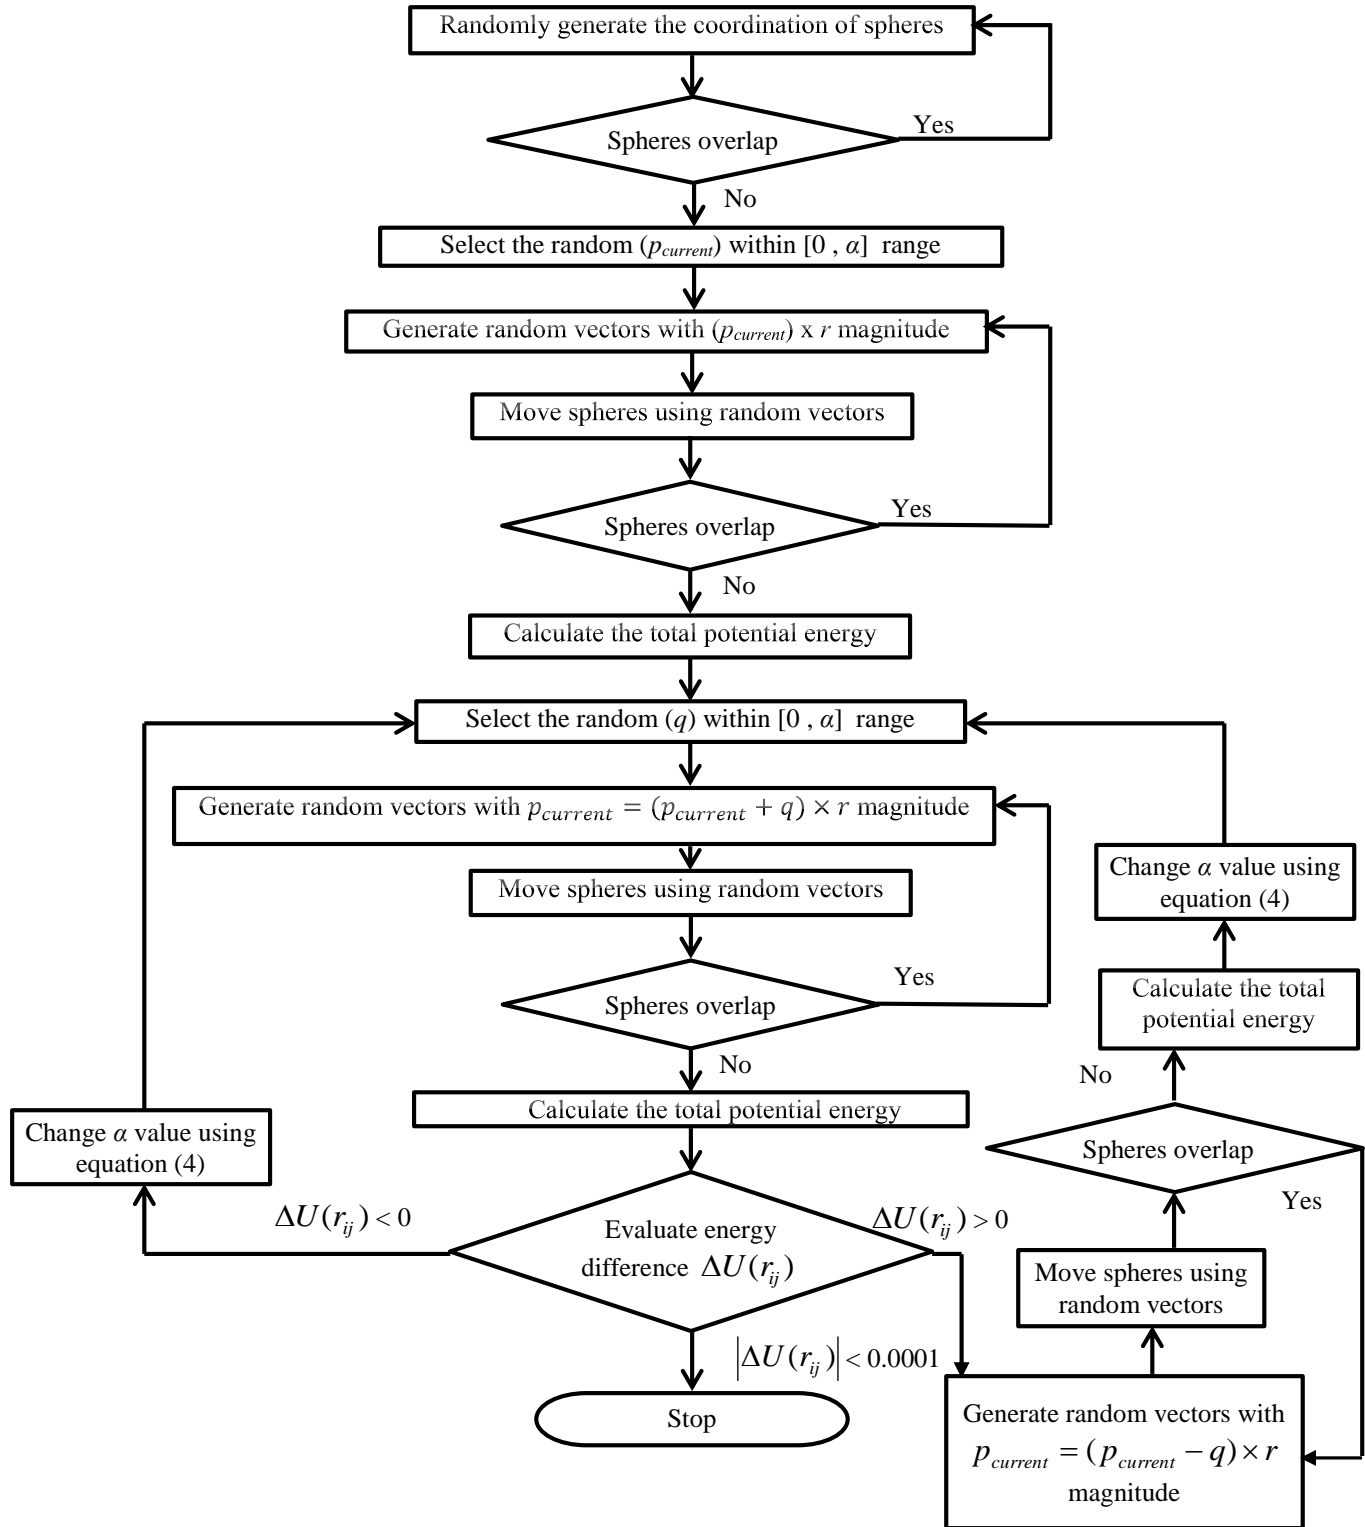 Randomly generate the coordination of spheres
Spheres overlap
Yes
No
Select the random (p_current) within [0 , α] range
Generate random vectors with (p_current) x r magnitude
Move spheres using random vectors
Spheres overlap
Yes
No
Calculate the total potential energy
Select the random (q) within [0 , α] range
Generate random vectors with p_current = (p_current + q) × r magnitude
Move spheres using random vectors
Spheres overlap
Yes
No
Calculate the total potential energy
Change α value using
equation (4)
ΔU(r_ij) < 0
Evaluate energy
difference ΔU(r_ij)
ΔU(r_ij) > 0
|ΔU(r_ij)| < 0.0001
Stop
Generate random vectors with
p_current = (p_current − q) × r
magnitude
Move spheres using
random vectors
Spheres overlap
Yes
No
Calculate the total
potential energy
Change α value using
equation (4)